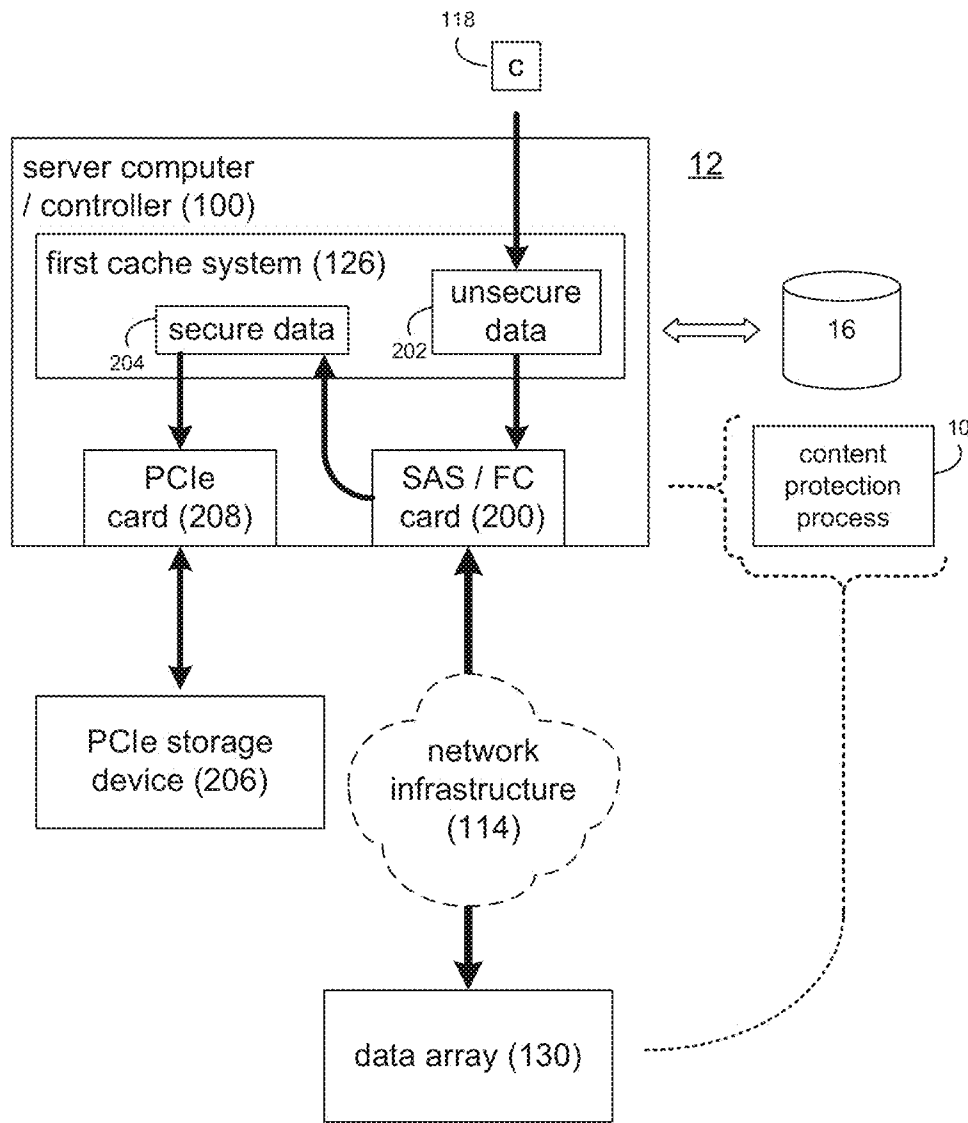 118
c
server computer
/ controller (100)
12
first cache system (126)
unsecure
data
secure data
204
202
16
10
PCIe
card (208)
SAS / FC
card (200)
content
protection
process
PCIe storage
device (206)
network
infrastructure
(114)
data array (130)